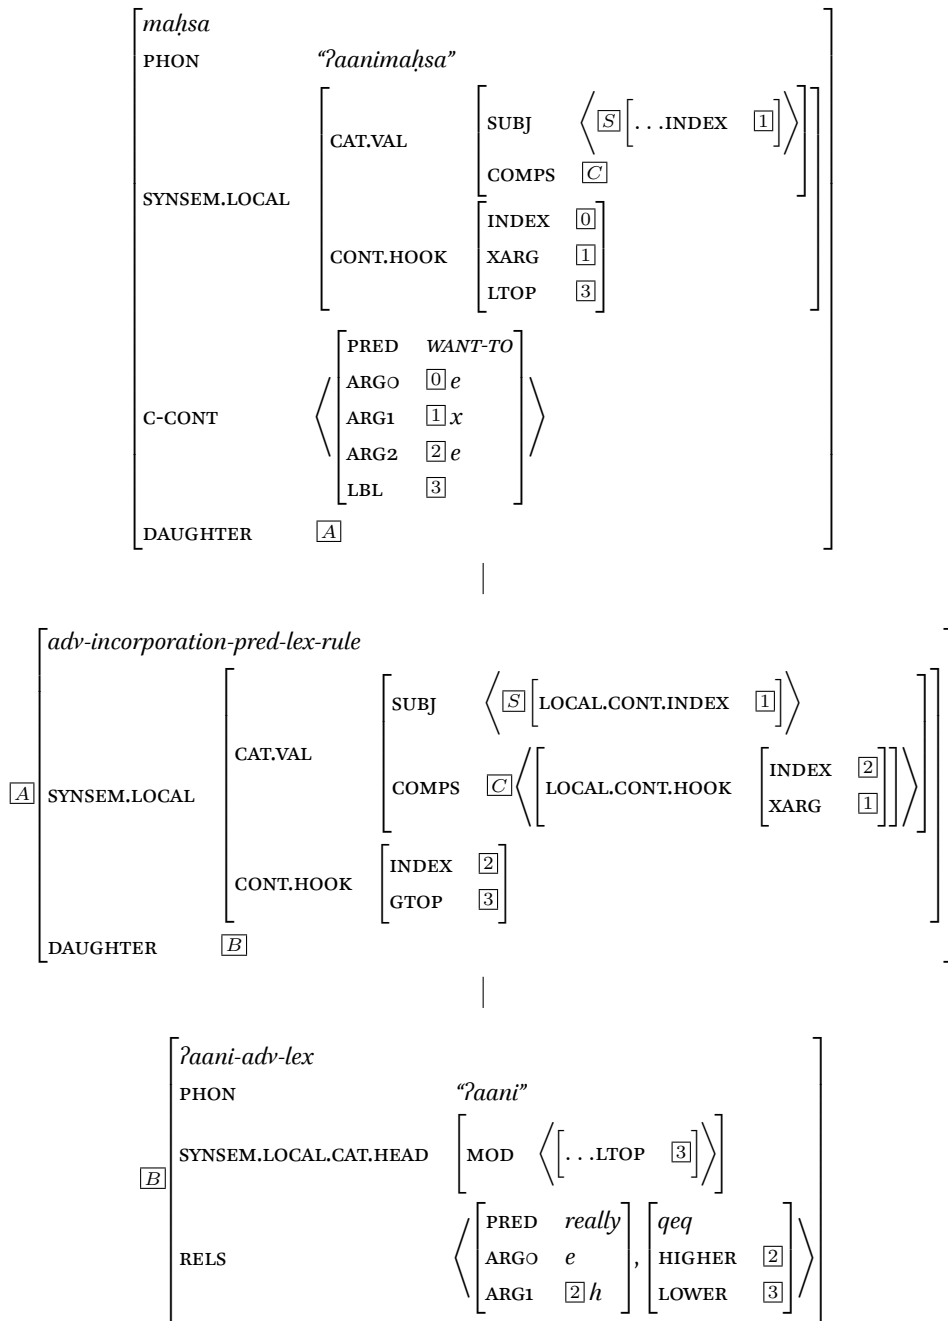 maḥsa
PHON “ʔaanimaḥsa”
SUBJ ⟨ S [ ...INDEX 1 ] ⟩
CAT.VAL
COMPS C
SYNSEM.LOCAL
INDEX 0
CONT.HOOK XARG 1
LTOP 3
PRED WANT-TO
ARG0 0 e
C-CONT ⟨ ARG1 1 x ⟩
ARG2 2 e
LBL 3
DAUGHTER A
adv-incorporation-pred-lex-rule
SUBJ ⟨ S [ LOCAL.CONT.INDEX 1 ] ⟩
CAT.VAL
INDEX 2
A SYNSEM.LOCAL COMPS C ⟨ [ LOCAL.CONT.HOOK
XARG 1 ] ⟩
INDEX 2
CONT.HOOK
GTOP 3
DAUGHTER B
ʔaani-adv-lex
PHON “ʔaani”
SYNSEM.LOCAL.CAT.HEAD [ MOD ⟨ [ ...LTOP 3 ] ⟩ ]
B
PRED really qeq
RELS ⟨ ARG0 e , HIGHER 2 ⟩
ARG1 2 h LOWER 3